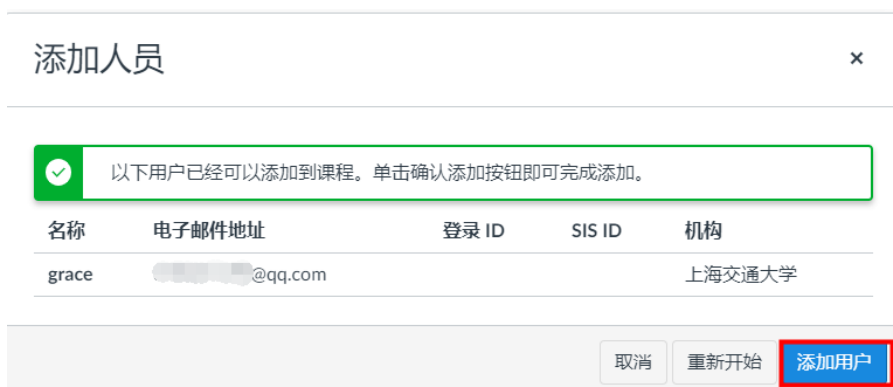 添加人员 ×
以下用户已经可以添加到课程。单击确认添加按钮即可完成添加。
名称 电子邮件地址 登录 ID SIS ID 机构
grace @qq.com 上海交通大学
取消 重新开始 添加用户